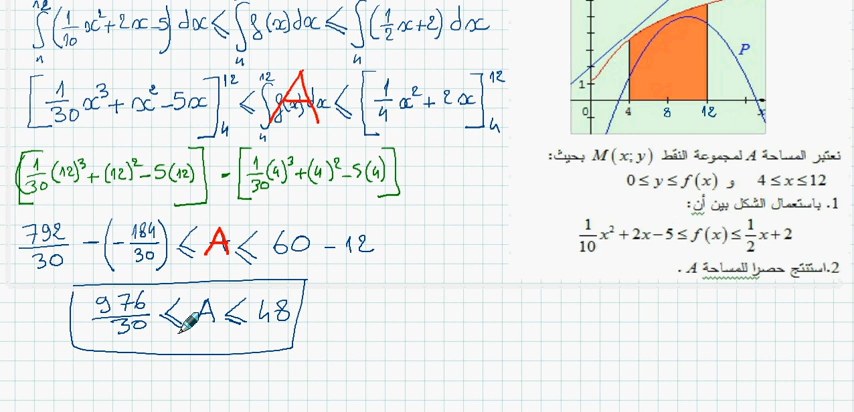 ∫₄¹² (1/10 x² + 2x - 5) dx ≤ ∫₄¹² f(x) dx ≤ ∫₄¹² (1/2 x + 2) dx
[1/30 x³ + x² - 5x]₄¹² ≤ ∫₄¹² f(x) dx ≤ [1/4 x² + 2x]₄¹²
A
[1/30 (12)³ + (12)² - 5(12)] - [1/30 (4)³ + (4)² - 5(4)]
792/30 - (-184/30) ≤ A ≤ 60 - 12
976/30 ≤ A ≤ 48
P
1
0 4 8 12 x
نعتبر المساحة A لمجموعة النقط M(x; y) بحيث:
4 ≤ x ≤ 12 و 0 ≤ y ≤ f(x)
1. باستعمال الشكل بين أن:
1/10 x² + 2x - 5 ≤ f(x) ≤ 1/2 x + 2
2. استنتج حصرا للمساحة A .